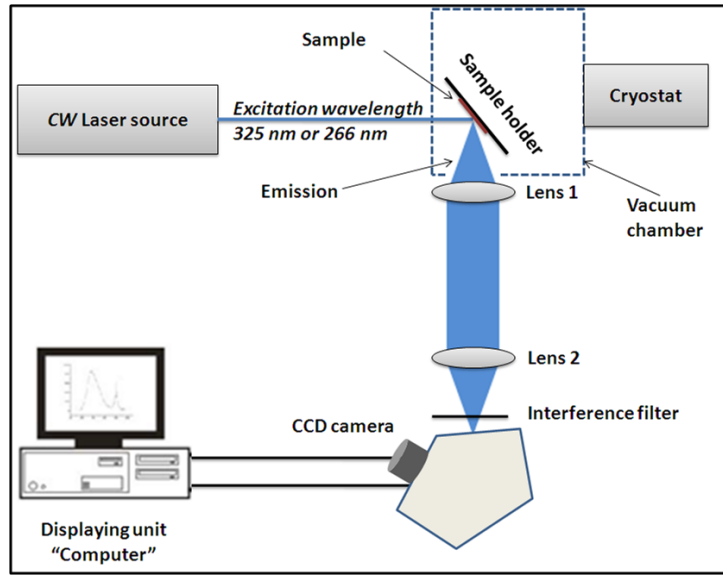 Sample
Sample holder
Cryostat
CW Laser source
Excitation wavelength
325 nm or 266 nm
Emission
Lens 1
Vacuum
chamber
Lens 2
Interference filter
CCD camera
Displaying unit
“Computer”